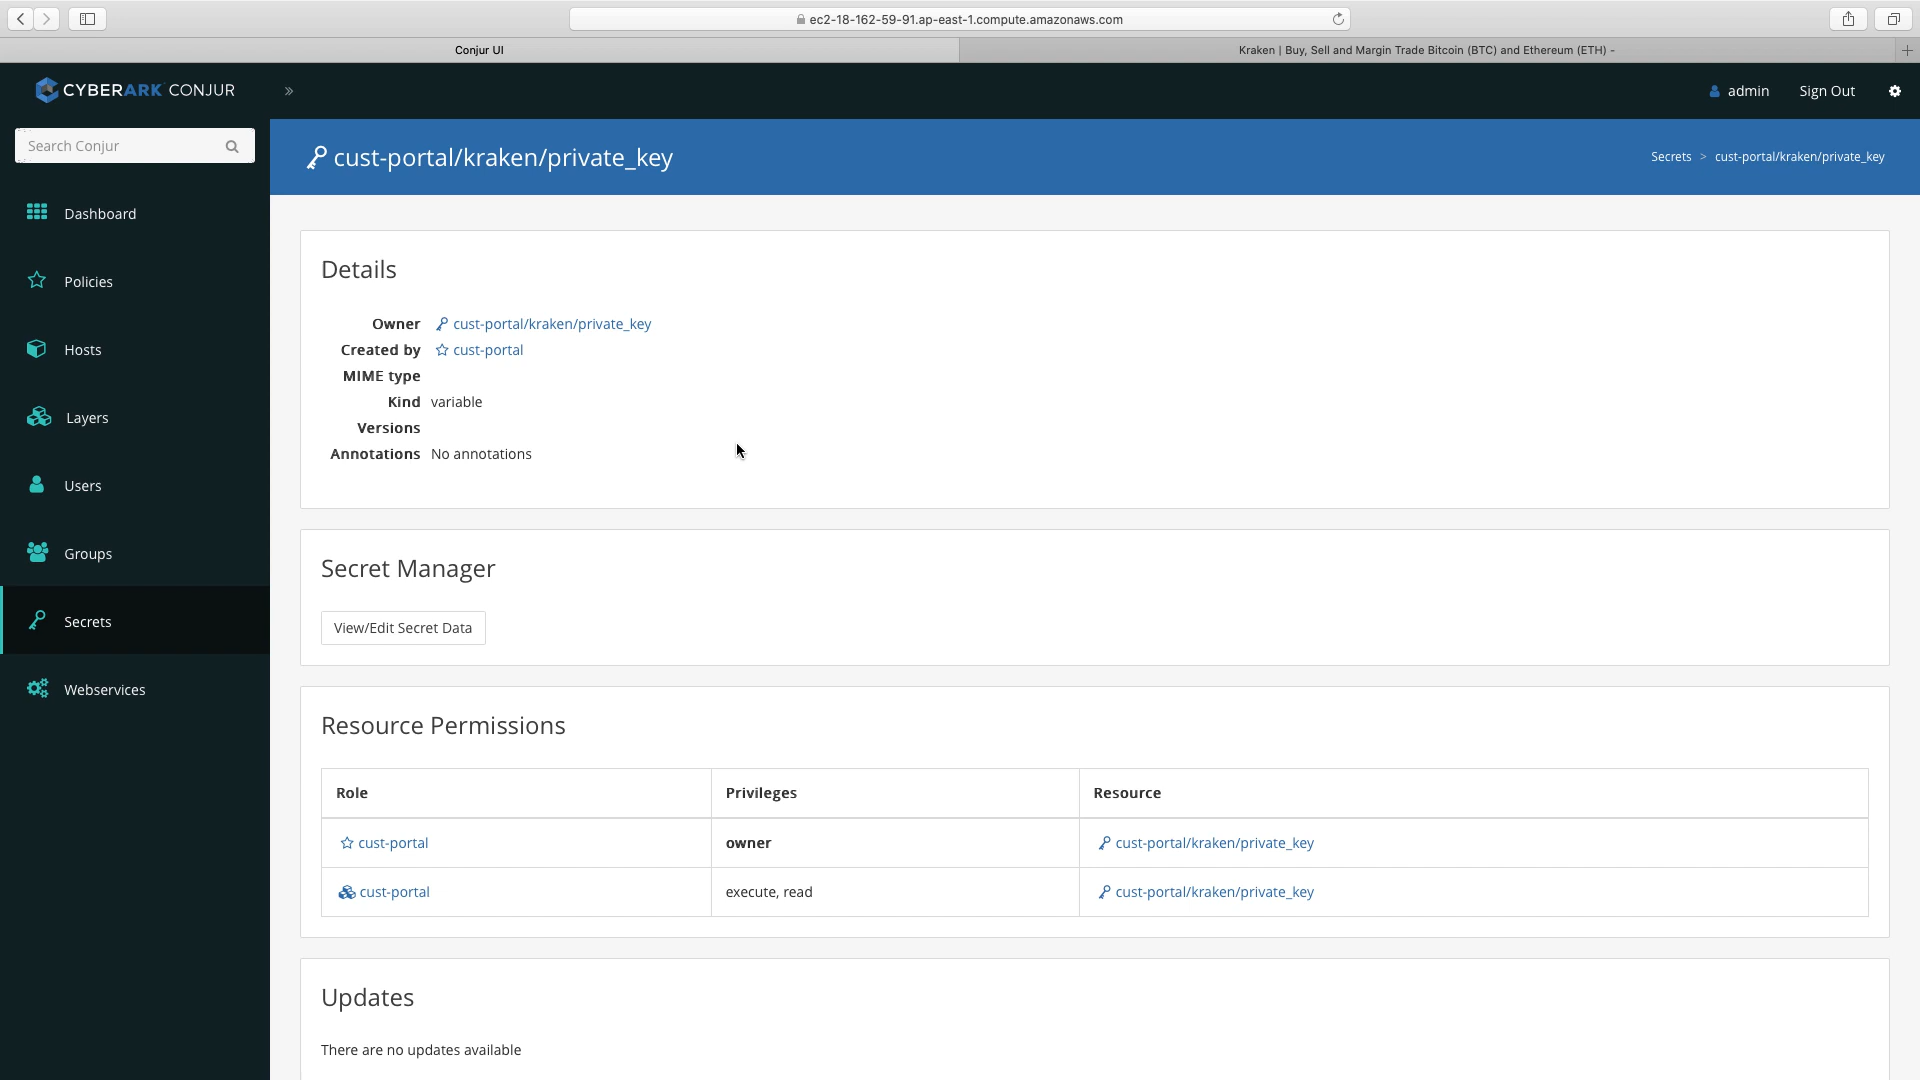 ec2-18-162-59-91.ap-east-1.compute.amazonaws.com
Conjur UI
Kraken | Buy, Sell and Margin Trade Bitcoin (BTC) and Ethereum (ETH) -
CYBERARK CONJUR
admin
Sign Out
Search Conjur
Dashboard
Policies
Hosts
Layers
Users
Groups
Secrets
Webservices
cust-portal/kraken/private_key
Secrets > cust-portal/kraken/private_key
Details
Owner cust-portal/kraken/private_key
Created by cust-portal
MIME type
Kind variable
Versions
Annotations No annotations
Secret Manager
View/Edit Secret Data
Resource Permissions
Role Privileges Resource
cust-portal owner cust-portal/kraken/private_key
cust-portal execute, read cust-portal/kraken/private_key
Updates
There are no updates available